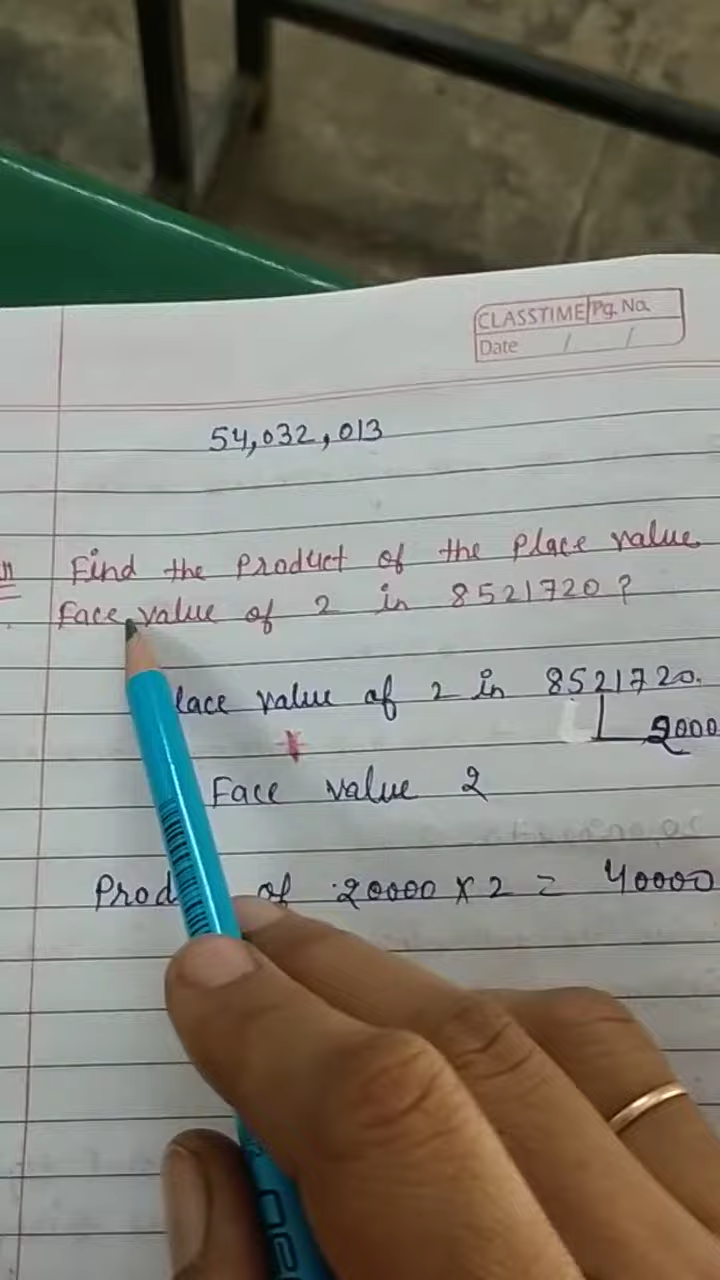 CLASSTIME Pg. No.
Date / /
54,032,013
Find the Product of the Place value
Face value of 2 in 8521720?
lace value of 2 in 8521720.
2000
Face value 2
Prod of 20000 x 2 = 40000